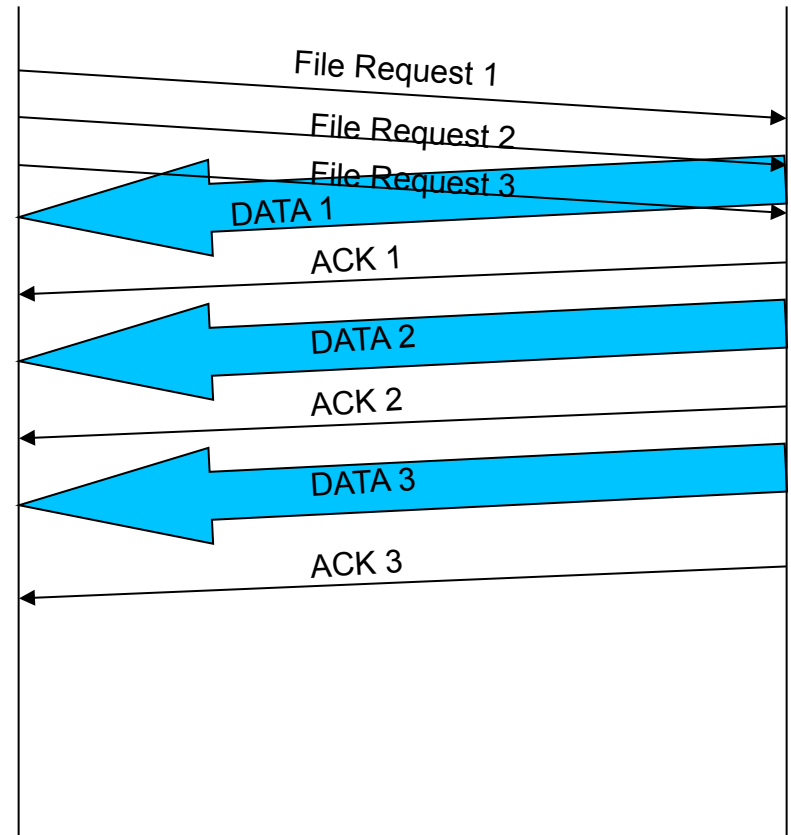 File Request 1
File Request 2
File Request 3
DATA 1
ACK 1
DATA 2
ACK 2
DATA 3
ACK 3